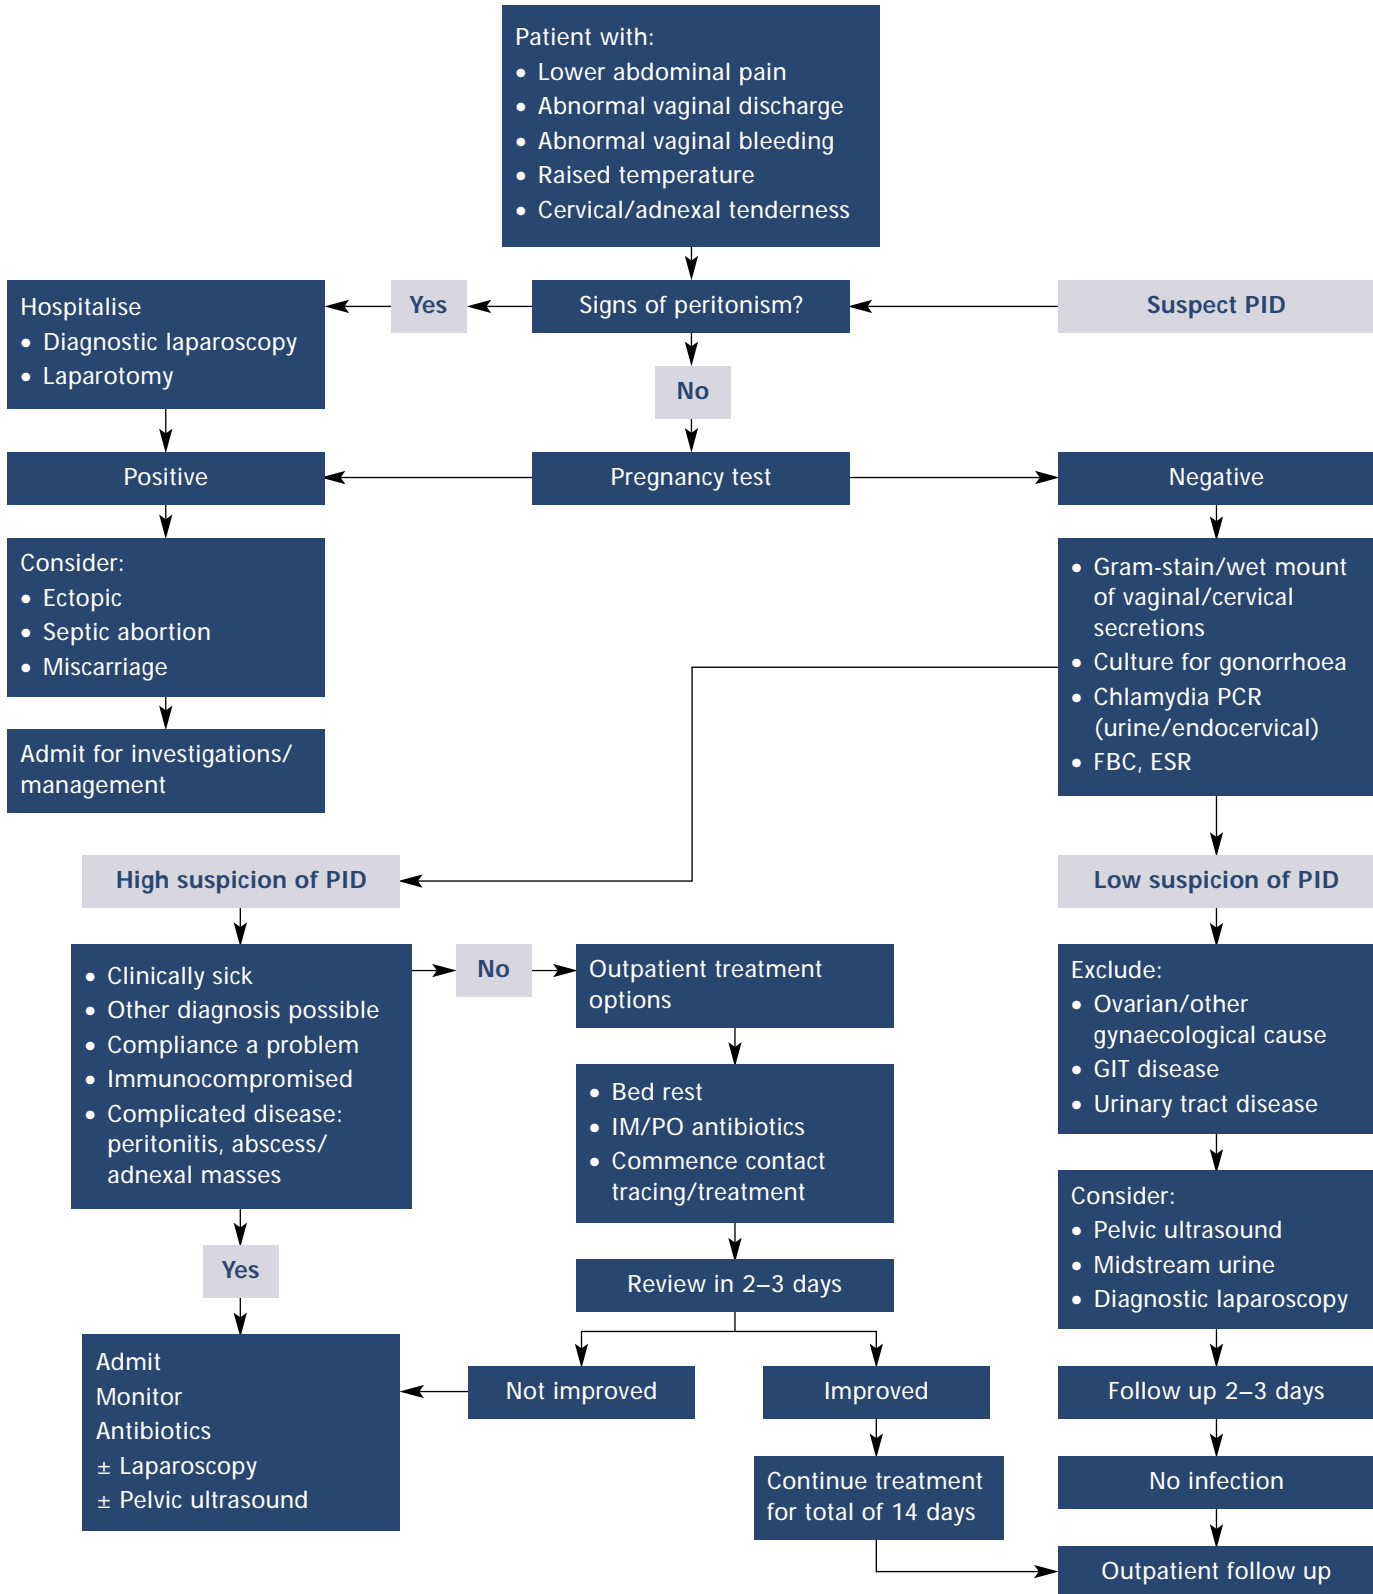 Patient with:
• Lower abdominal pain
• Abnormal vaginal discharge
• Abnormal vaginal bleeding
• Raised temperature
• Cervical/adnexal tenderness
Hospitalise
• Diagnostic laparoscopy
• Laparotomy
Yes
Signs of peritonism?
Suspect PID
No
Positive
Pregnancy test
Negative
Consider:
• Ectopic
• Septic abortion
• Miscarriage
Admit for investigations/
management
• Gram-stain/wet mount
of vaginal/cervical
secretions
• Culture for gonorrhoea
• Chlamydia PCR
(urine/endocervical)
• FBC, ESR
High suspicion of PID
Low suspicion of PID
• Clinically sick
• Other diagnosis possible
• Compliance a problem
• Immunocompromised
• Complicated disease:
peritonitis, abscess/
adnexal masses
No
Outpatient treatment
options
• Bed rest
• IM/PO antibiotics
• Commence contact
tracing/treatment
Review in 2–3 days
Yes
Admit
Monitor
Antibiotics
± Laparoscopy
± Pelvic ultrasound
Not improved
Improved
Continue treatment
for total of 14 days
Exclude:
• Ovarian/other
gynaecological cause
• GIT disease
• Urinary tract disease
Consider:
• Pelvic ultrasound
• Midstream urine
• Diagnostic laparoscopy
Follow up 2–3 days
No infection
Outpatient follow up